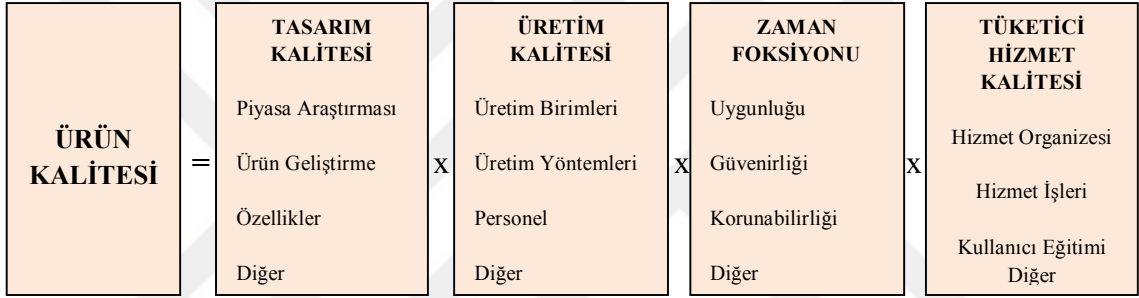 ÜRÜN
KALİTESİ
=
TASARIM
KALİTESİ
Piyasa Araştırması
Ürün Geliştirme
Özellikler
Diğer
x
ÜRETİM
KALİTESİ
Üretim Birimleri
Üretim Yöntemleri
Personel
Diğer
x
ZAMAN
FOKSİYONU
Uygunluğu
Güvenirliği
Korunabilirliği
Diğer
x
TÜKETİCİ
HİZMET
KALİTESİ
Hizmet Organizesi
Hizmet İşleri
Kullanıcı Eğitimi
Diğer